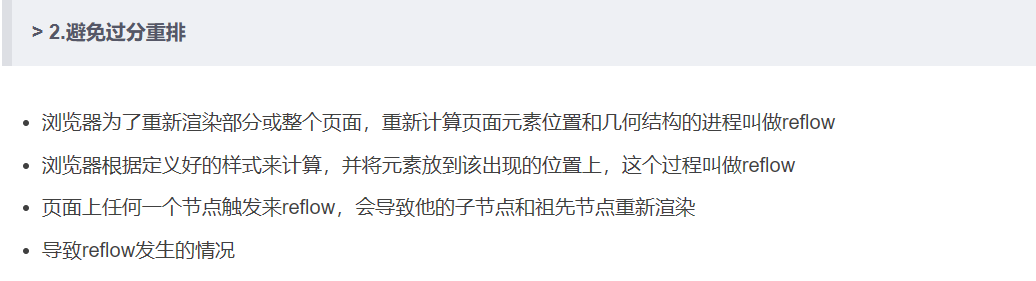 > 2.避免过分重排
• 浏览器为了重新渲染部分或整个页面，重新计算页面元素位置和几何结构的进程叫做reflow
• 浏览器根据定义好的样式来计算，并将元素放到该出现的位置上，这个过程叫做reflow
• 页面上任何一个节点触发来reflow，会导致他的子节点和祖先节点重新渲染
• 导致reflow发生的情况